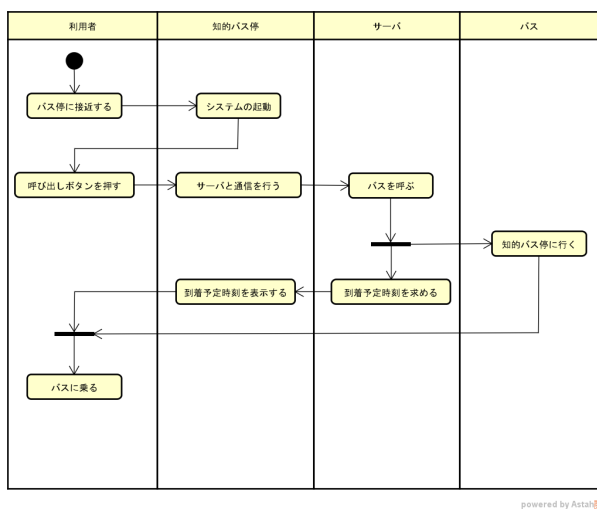 利用者
知的バス停
サーバ
バス
バス停に接近する
システムの起動
呼び出しボタンを押す
サーバと通信を行う
バスを呼ぶ
知的バス停に行く
到着予定時刻を表示する
到着予定時刻を求める
バスに乗る
powered by Astah